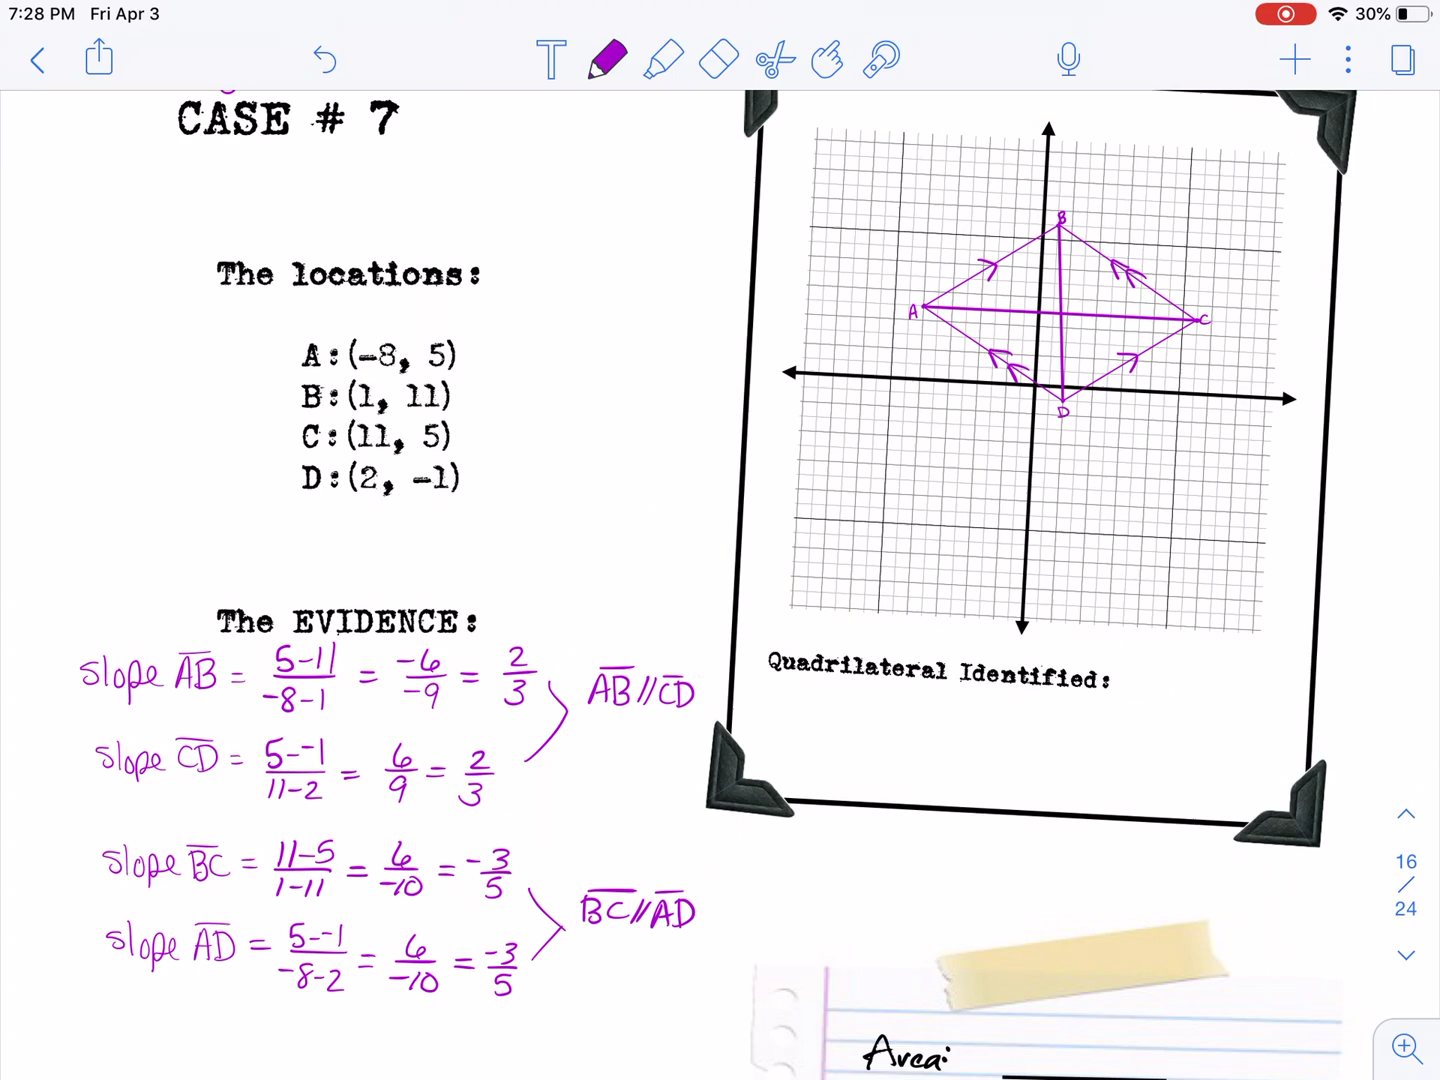 7:28 PM Fri Apr 3
30%
T
CASE # 7
The locations:
A:(-8, 5)
B:(1, 11)
C:(11, 5)
D:(2, -1)
The EVIDENCE:
slope AB = 5-11/-8-1 = -6/-9 = 2/3
AB // CD
slope CD = 5--1/11-2 = 6/9 = 2/3
slope BC = 11-5/1-11 = 6/-10 = -3/5
BC // AD
slope AD = 5--1/-8-2 = 6/-10 = -3/5
B
A
C
D
Quadrilateral Identified:
Area:
16
/
24